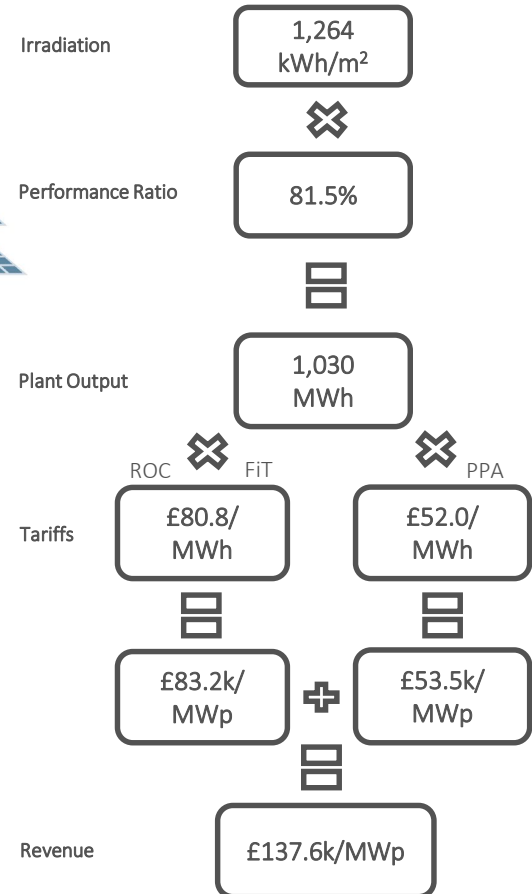 Irradiation
1,264
kWh/m²
Performance Ratio
81.5%
Plant Output
1,030
MWh
ROC
FiT
PPA
Tariffs
£80.8/
MWh
£52.0/
MWh
£83.2k/
MWp
£53.5k/
MWp
Revenue
£137.6k/MWp